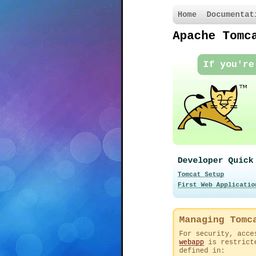 Home Documentati
Apache Tomca
If you're
TM
Developer Quick
Tomcat Setup
First Web Application
Managing Tomca
For security, acces
webapp is restricte
defined in: